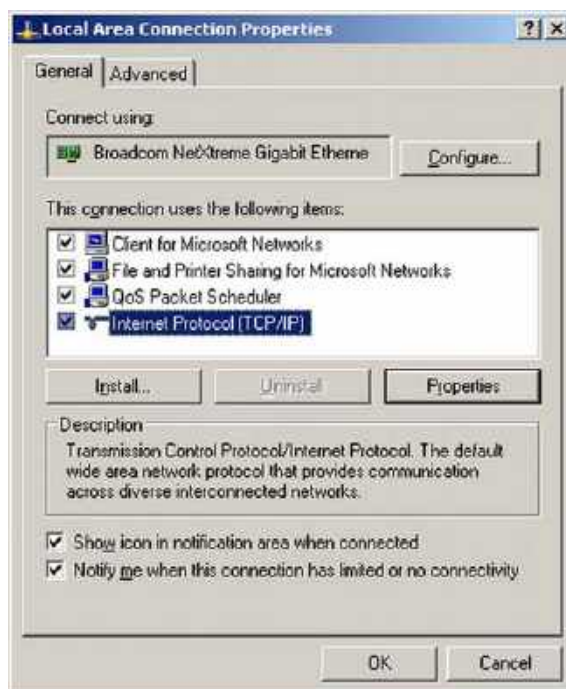 Local Area Connection Properties
General
Advanced
Connect using:
Broadcom NetXtreme Gigabit Etherne
Configure...
This connection uses the following items:
Client for Microsoft Networks
File and Printer Sharing for Microsoft Networks
QoS Packet Scheduler
Internet Protocol (TCP/IP)
Install...
Uninstall
Properties
Description
Transmission Control Protocol/Internet Protocol. The default
wide area network protocol that provides communication
across diverse interconnected networks.
Show icon in notification area when connected
Notify me when this connection has limited or no connectivity
OK
Cancel